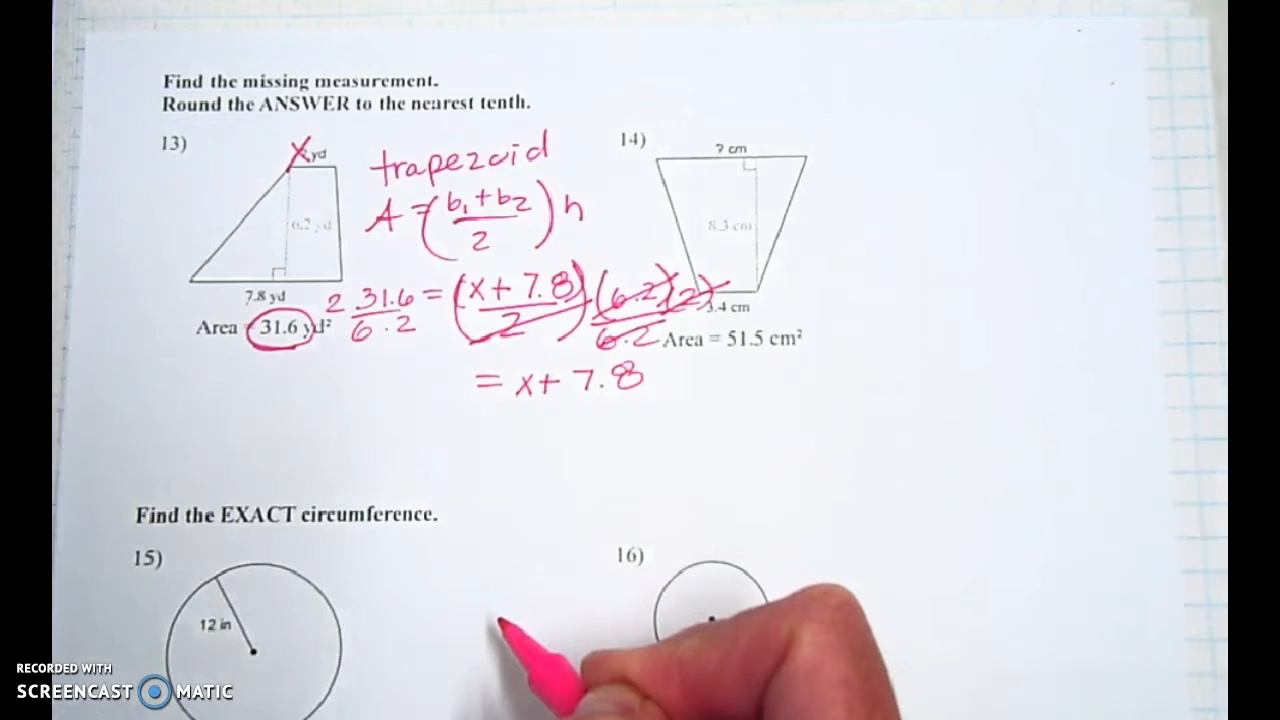 Find the missing measurement.
Round the ANSWER to the nearest tenth.
13)
X yd
6.2 yd
7.8 yd
Area = 31.6 yd²
trapezoid
A = (b₁ + b₂ / 2) h
2 31.6 / 6.2 = (x + 7.8 / 2) (6.2)(2) / 6.2
= x + 7.8
14)
? cm
8.3 cm
3.4 cm
Area = 51.5 cm²
Find the EXACT circumference.
15)
12 in
16)
RECORDED WITH
SCREENCAST MATIC